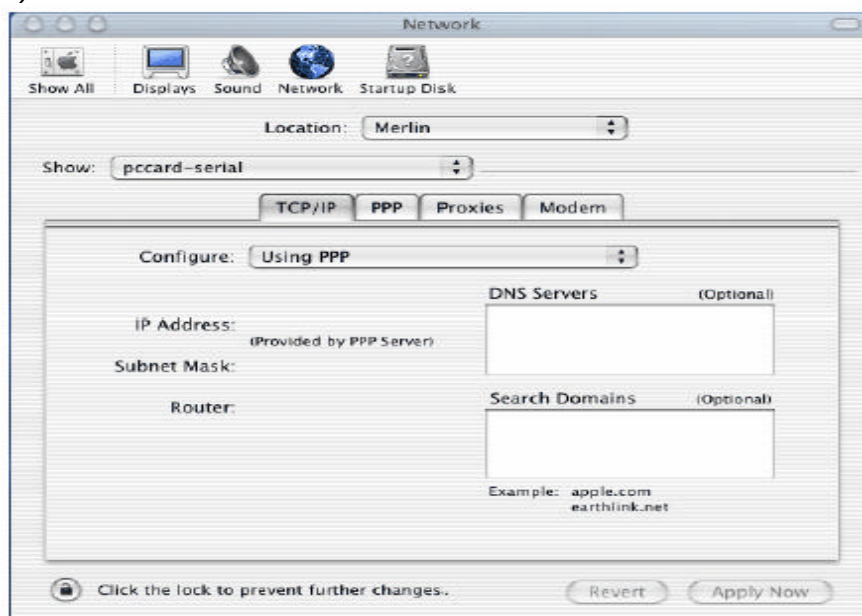 )
Network
Show All Displays Sound Network Startup Disk
Location: Merlin
Show: pccard-serial
TCP/IP PPP Proxies Modem
Configure: Using PPP
DNS Servers (Optional)
IP Address:
(Provided by PPP Server)
Subnet Mask:
Router:
Search Domains (Optional)
Example: apple.com
earthlink.net
Click the lock to prevent further changes..
Revert Apply Now